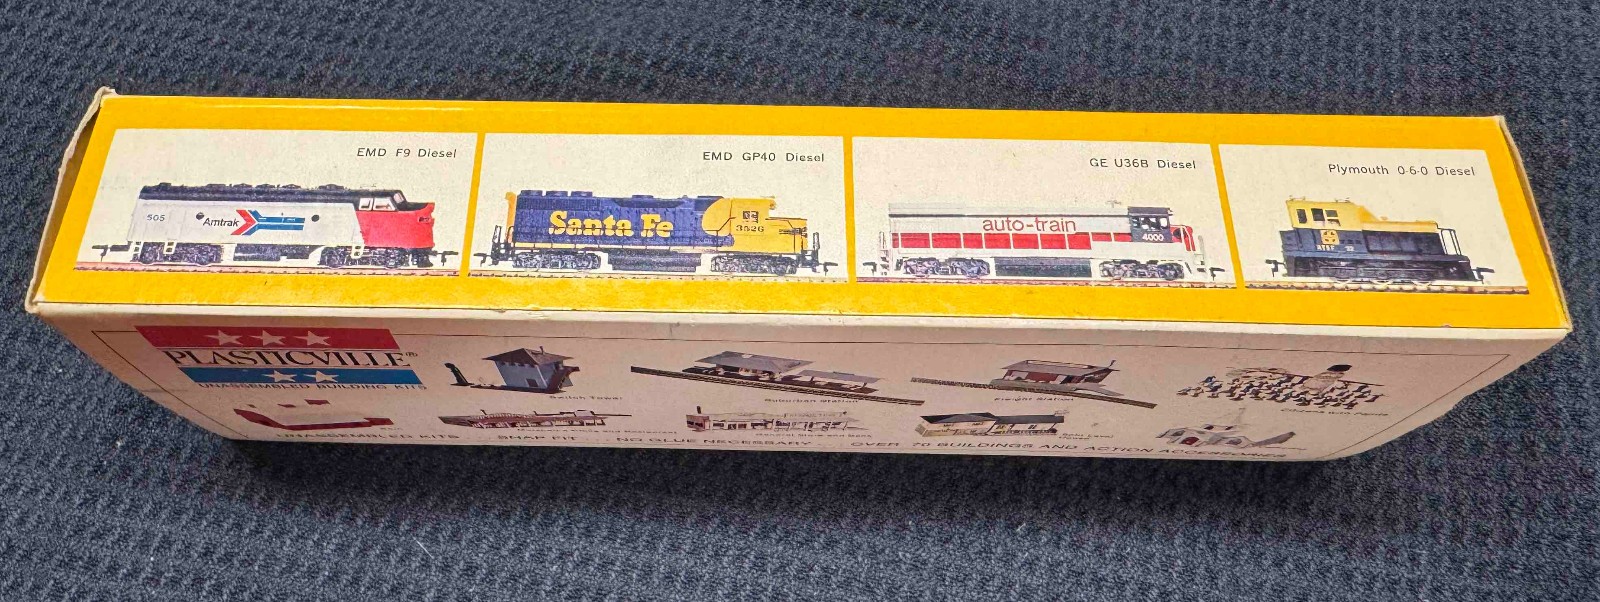 EMD F9 Diesel
505
Amtrak
EMD GP40 Diesel
Santa Fe
3526
GE U36B Diesel
auto-train
4000
Plymouth 0-6-0 Diesel
ATSF
PLASTICVILLE®
UNASSEMBLED BUILDING KITS
Switch Tower
Suburban Station
Freight Station
UNASSEMBLED KITS SNAP FIT NO GLUE NECESSARY OVER 70 BUILDINGS AND ACTION ACCESSORIES